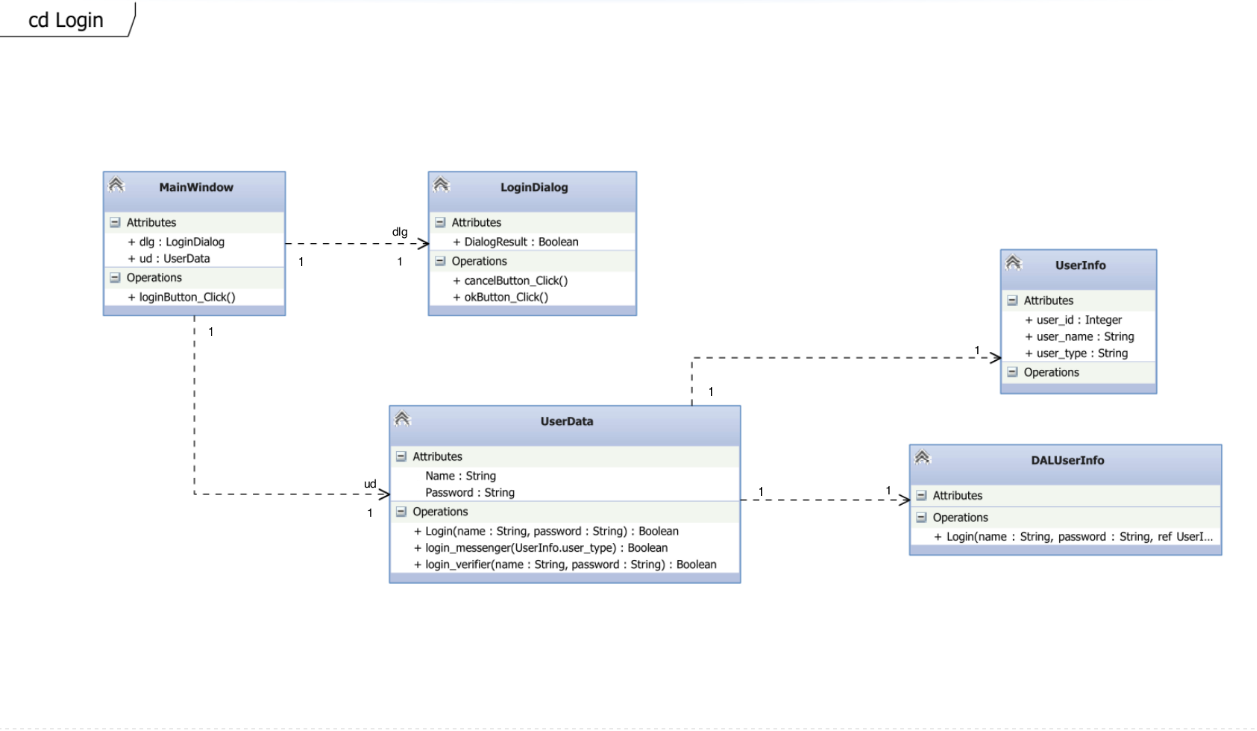 cd Login
MainWindow
Attributes
+ dlg : LoginDialog
+ ud : UserData
Operations
+ loginButton_Click()
dlg
1
1
LoginDialog
Attributes
+ DialogResult : Boolean
Operations
+ cancelButton_Click()
+ okButton_Click()
UserInfo
Attributes
+ user_id : Integer
+ user_name : String
+ user_type : String
Operations
1
1
1
ud
1
UserData
Attributes
Name : String
Password : String
Operations
+ Login(name : String, password : String) : Boolean
+ login_messenger(UserInfo.user_type) : Boolean
+ login_verifier(name : String, password : String) : Boolean
1
1
DALUserInfo
Attributes
Operations
+ Login(name : String, password : String, ref UserI...